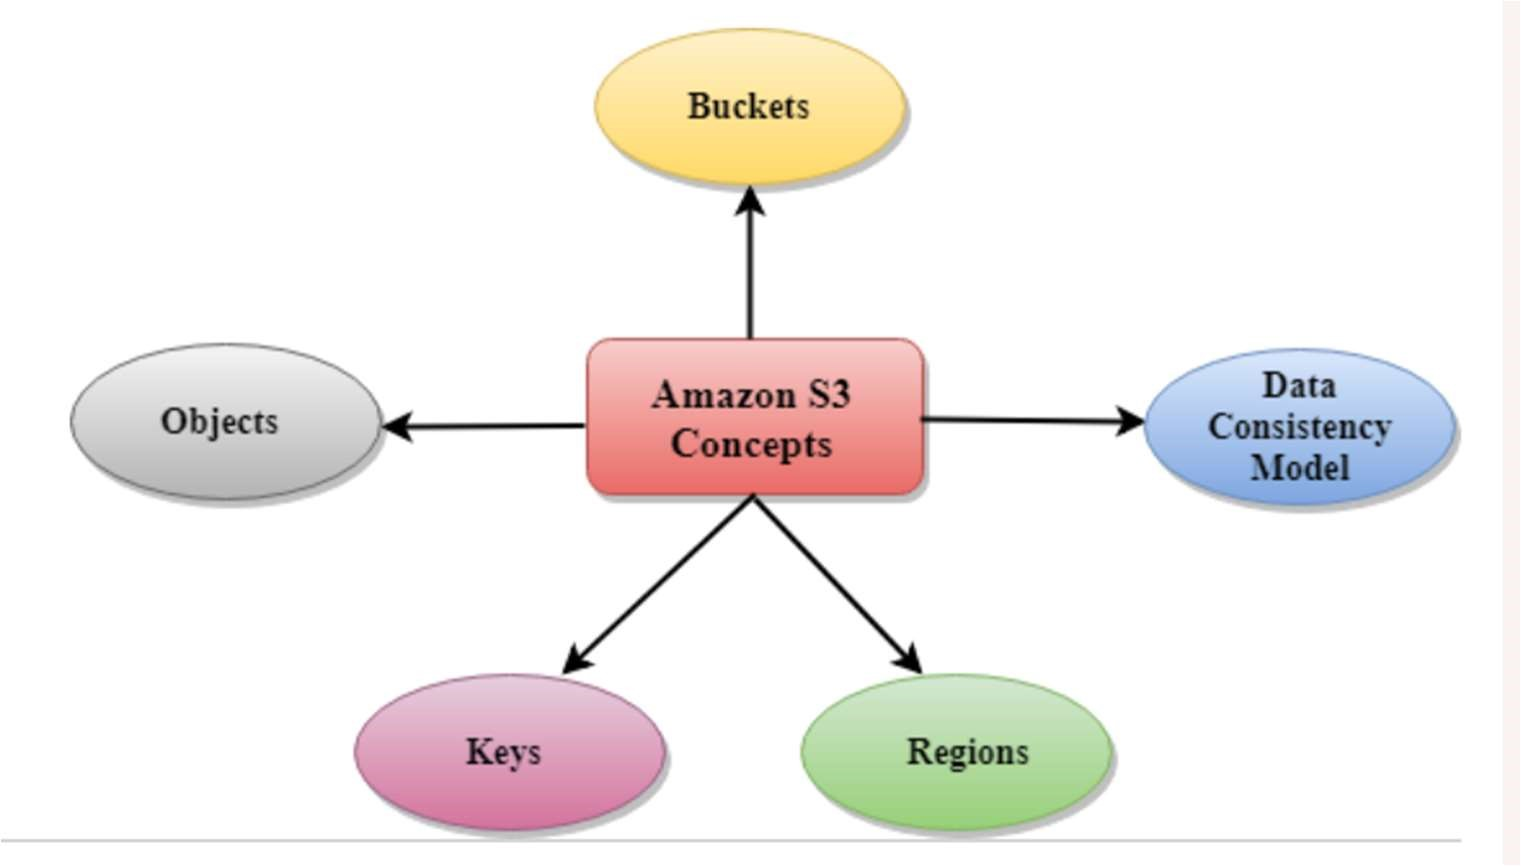 Buckets
Objects
Amazon S3
Concepts
Data
Consistency
Model
Keys
Regions